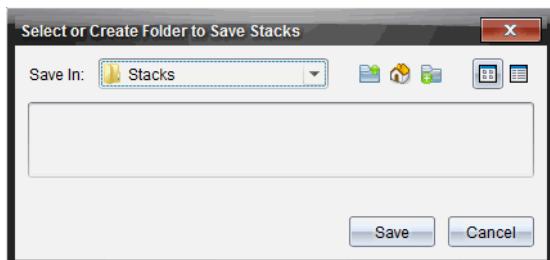 Select or Create Folder to Save Stacks
x
Save In: Stacks
Save Cancel